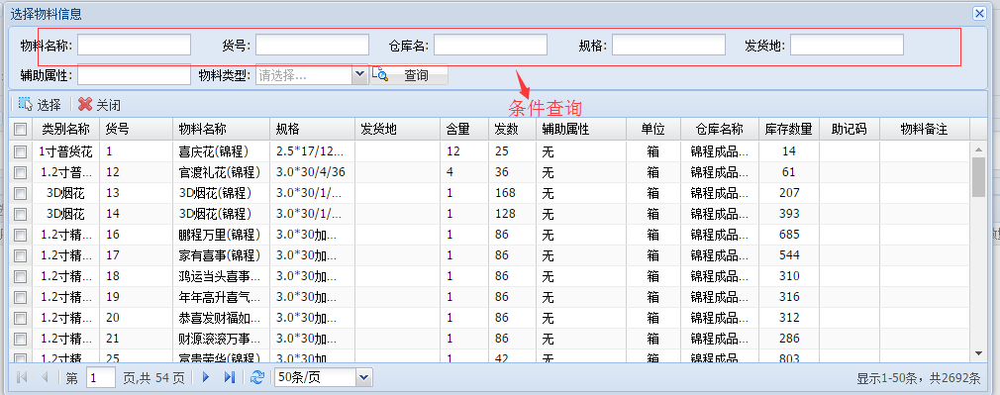 选择物料信息
物料名称: 货号: 仓库名: 规格: 发货地:
辅助属性: 物料类型: 请选择... 查询
条件查询
选择 关闭
类别名称 货号 物料名称 规格 发货地 含量 发数 辅助属性 单位 仓库名称 库存数量 助记码 物料备注
1寸普货花 1 喜庆花(锦程) 2.5*17/12... 12 25 无 箱 锦程成品... 14
1.2寸普... 12 官渡礼花(锦程) 3.0*30/4/36 4 36 无 箱 锦程成品... 61
3D烟花 13 3D烟花(锦程) 3.0*30/1/... 1 168 无 箱 锦程成品... 207
3D烟花 14 3D烟花(锦程) 3.0*30/1/... 1 128 无 箱 锦程成品... 393
1.2寸精... 16 鹏程万里(锦程) 3.0*30加... 1 86 无 箱 锦程成品... 685
1.2寸精... 17 家有喜事(锦程) 3.0*30加... 1 86 无 箱 锦程成品... 544
1.2寸精... 18 鸿运当头喜事... 3.0*30加... 1 86 无 箱 锦程成品... 310
1.2寸精... 19 年年高升喜气... 3.0*30加... 1 86 无 箱 锦程成品... 316
1.2寸精... 20 恭喜发财福如... 3.0*30加... 1 86 无 箱 锦程成品... 312
1.2寸精... 21 财源滚滚万事... 3.0*30加... 1 86 无 箱 锦程成品... 286
1.2寸精... 25 富贵荣华(锦程) 3.0*30... 1 42 无 箱 锦程成品... 803
第 1 页,共 54 页 50条/页 显示1-50条，共2692条